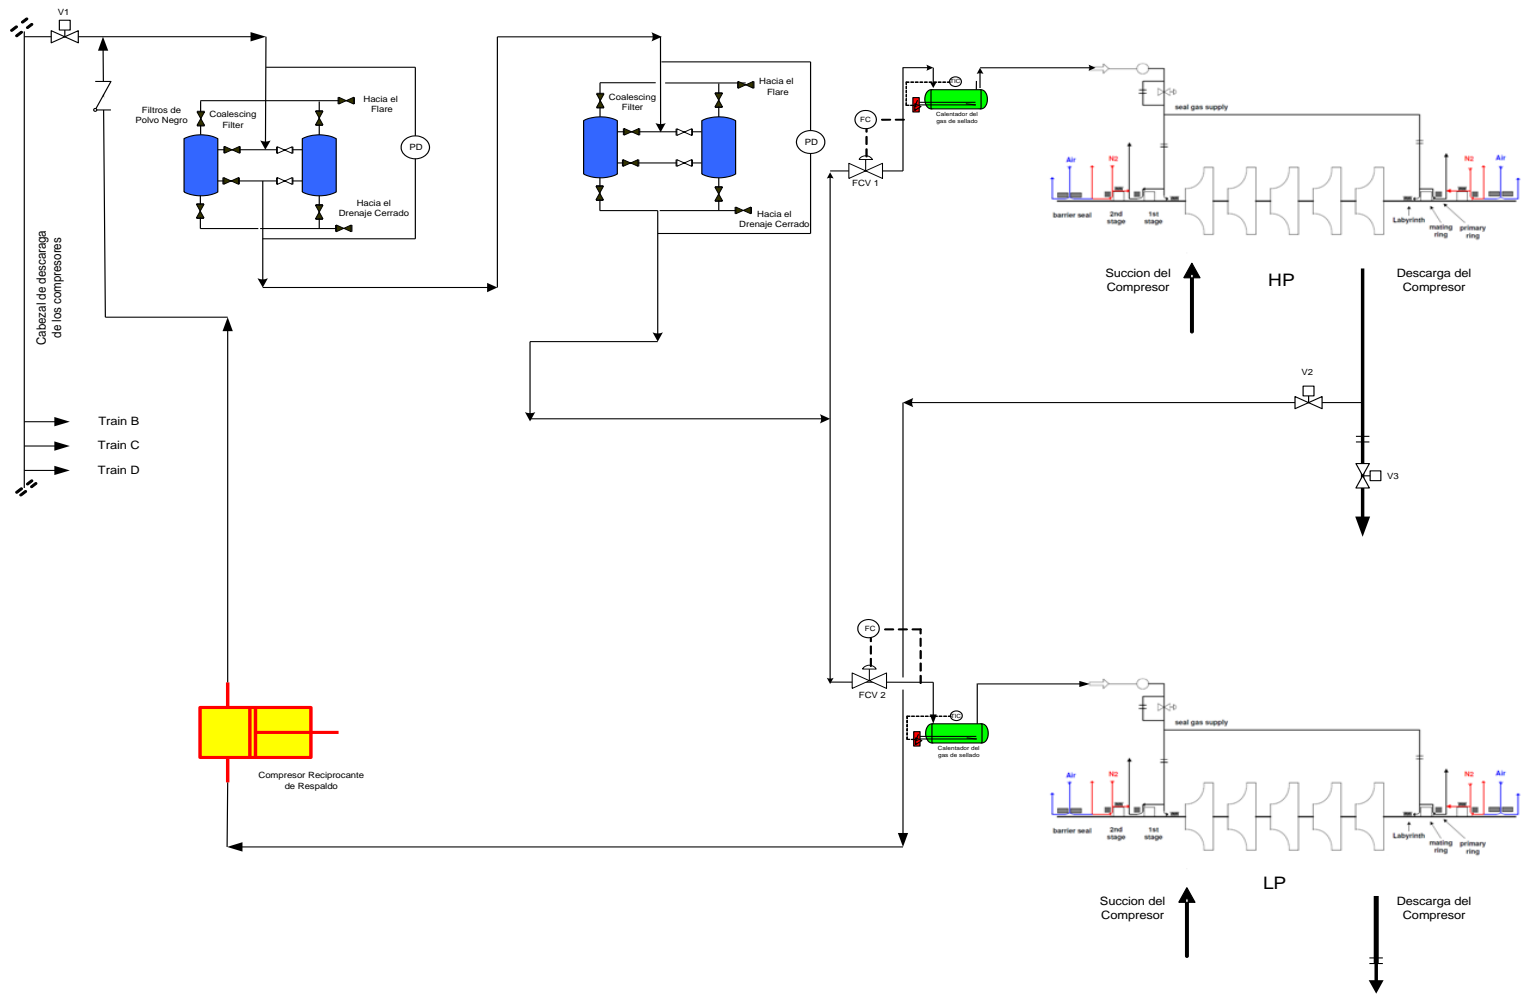 V1
Filtros de
Polvo Negro
Coalescing
Filter
Hacia el
Flare
PD
Hacia el
Drenaje Cerrado
Cabezal de descaraga
de los compresores
Train B
Train C
Train D
Coalescing
Filter
Hacia el
Flare
PD
Hacia el
Drenaje Cerrado
FC
FCV 1
TIC
Calentador del
gas de sellado
seal gas supply
Air
N2
barrier seal
2nd
stage
1st
stage
N2
Air
Labyrinth
mating
ring
primary
ring
Succion del
Compresor
HP
Descarga del
Compresor
V2
V3
FC
FCV 2
TIC
Calentador del
gas de sellado
seal gas supply
Air
N2
barrier seal
2nd
stage
1st
stage
N2
Air
Labyrinth
mating
ring
primary
ring
Compresor Reciprocante
de Respaldo
LP
Succion del
Compresor
Descarga del
Compresor